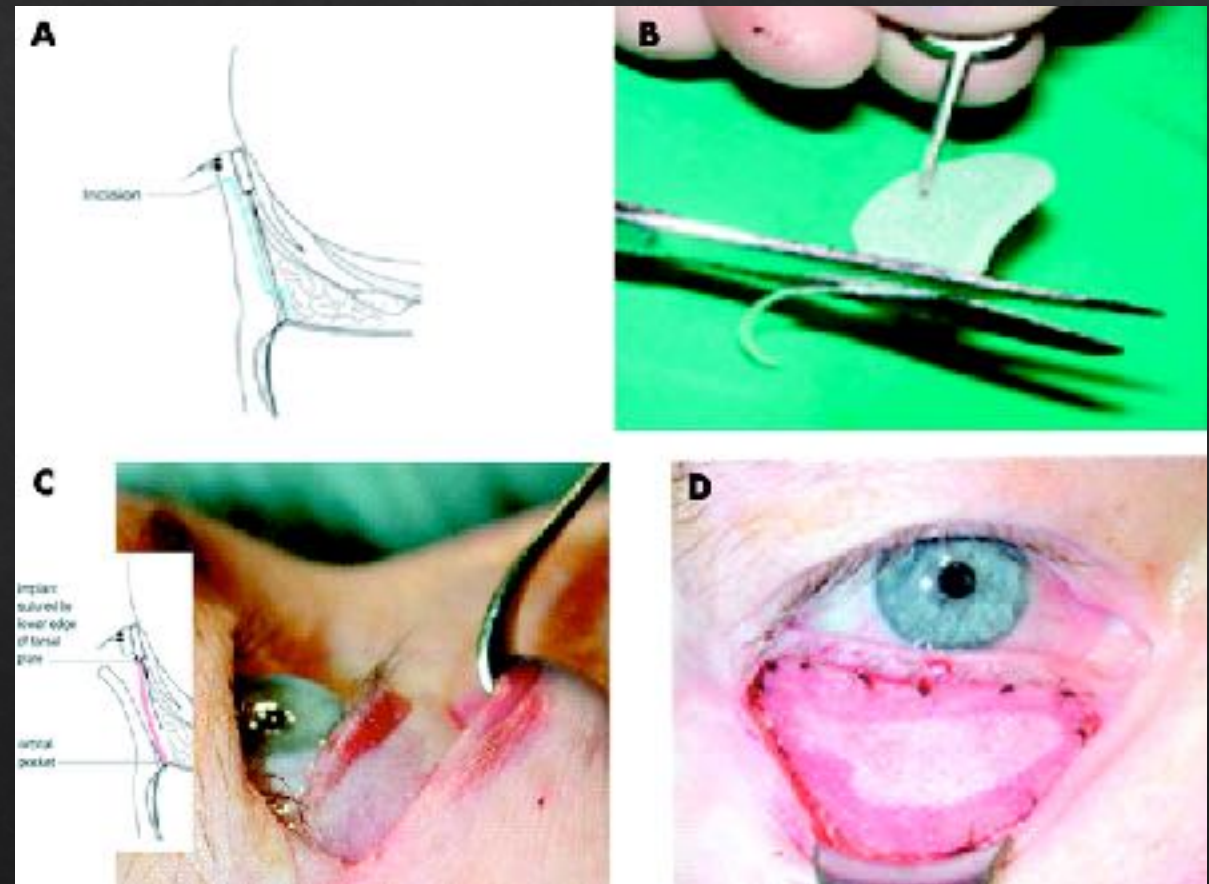 A
B
Incision
C
D
implant
sutured to
lower edge
of tarsal
plate
orbital
pocket